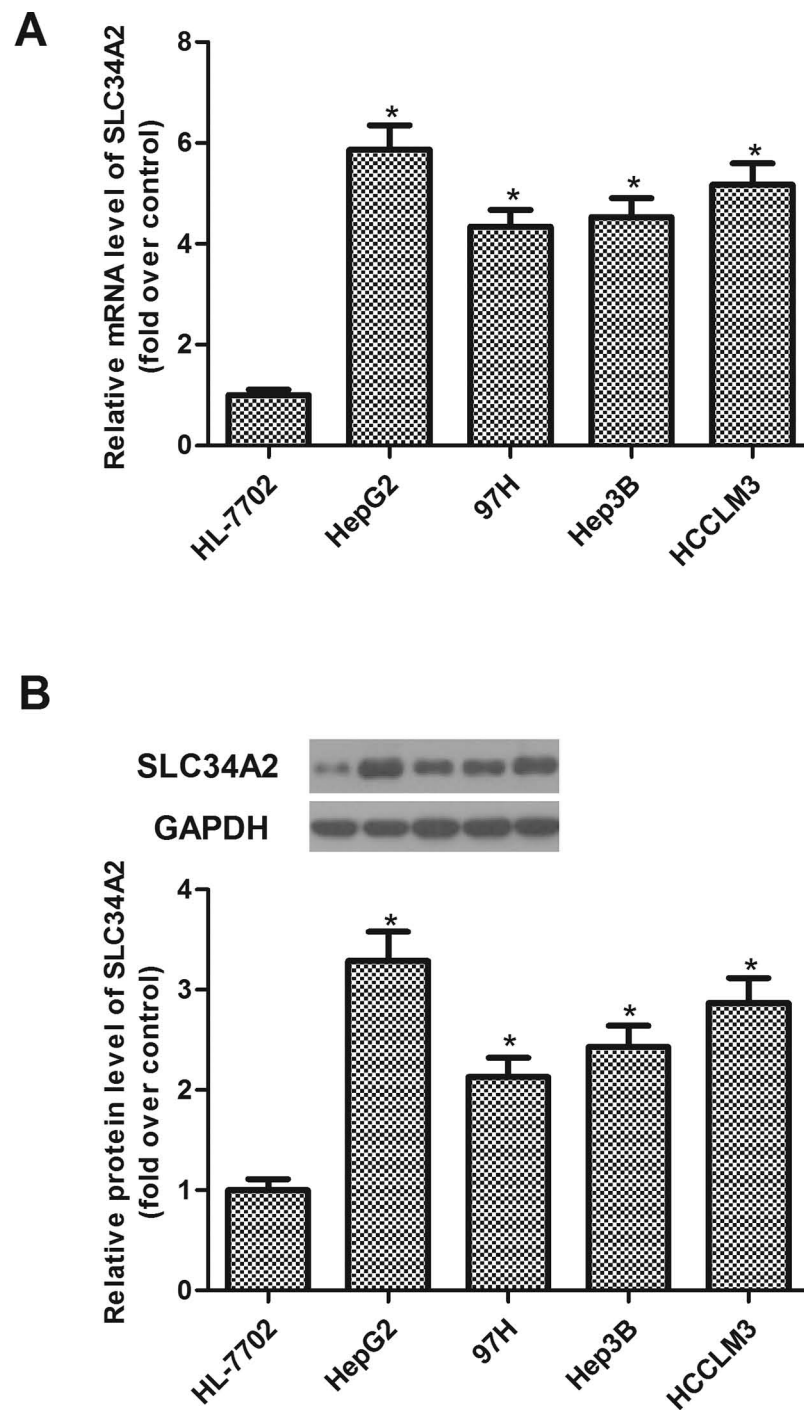 A
Relative mRNA level of SLC34A2
(fold over control)
8
6
4
2
0
*
*
*
*
HL-7702
HepG2
97H
Hep3B
HCCLM3
B
SLC34A2
GAPDH
Relative protein level of SLC34A2
(fold over control)
4
3
2
1
0
*
*
*
*
HL-7702
HepG2
97H
Hep3B
HCCLM3